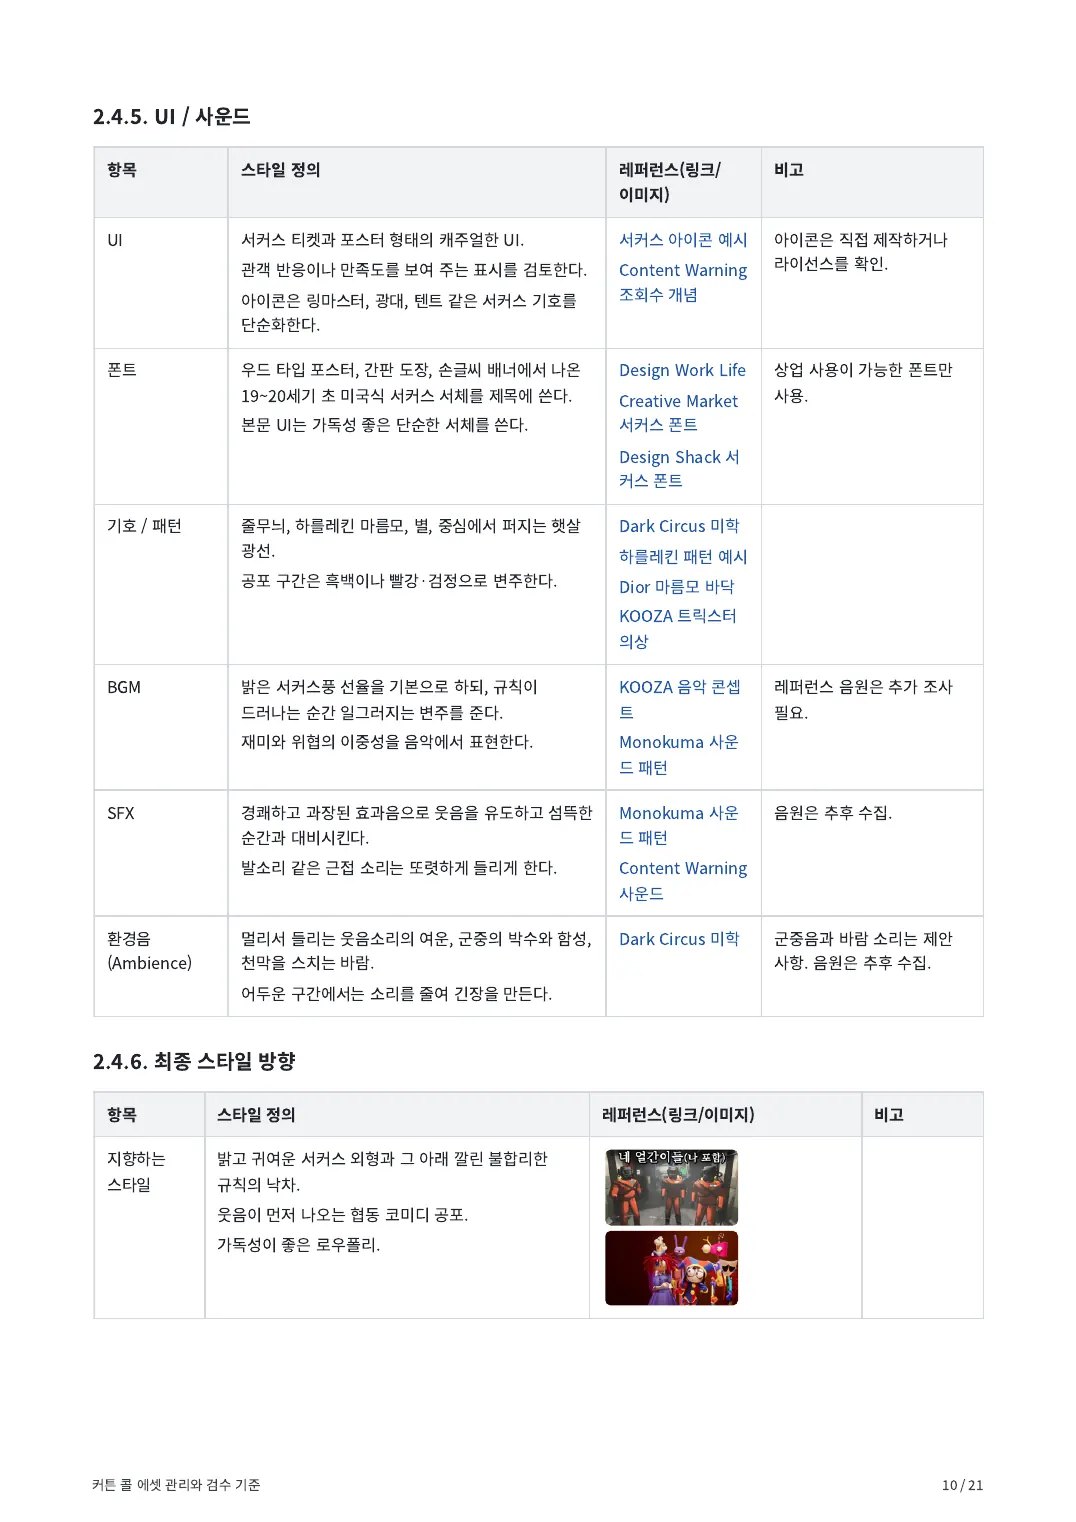 2.4.5. UI / 사운드
항목
스타일 정의
레퍼런스(링크/
이미지)
비고
UI
서커스 티켓과 포스터 형태의 캐주얼한 UI.
관객 반응이나 만족도를 보여 주는 표시를 검토한다.
아이콘은 링마스터, 광대, 텐트 같은 서커스 기호를
단순화한다.
서커스 아이콘 예시
Content Warning
조회수 개념
아이콘은 직접 제작하거나
라이선스를 확인.
폰트
우드 타입 포스터, 간판 도장, 손글씨 배너에서 나온
19~20세기 초 미국식 서커스 서체를 제목에 쓴다.
본문 UI는 가독성 좋은 단순한 서체를 쓴다.
Design Work Life
Creative Market
서커스 폰트
Design Shack 서
커스 폰트
상업 사용이 가능한 폰트만
사용.
기호 / 패턴
줄무늬, 하를레킨 마름모, 별, 중심에서 퍼지는 햇살
광선.
공포 구간은 흑백이나 빨강·검정으로 변주한다.
Dark Circus 미학
하를레킨 패턴 예시
Dior 마름모 바닥
KOOZA 트릭스터
의상
BGM
밝은 서커스풍 선율을 기본으로 하되, 규칙이
드러나는 순간 일그러지는 변주를 준다.
재미와 위협의 이중성을 음악에서 표현한다.
KOOZA 음악 콘셉
트
Monokuma 사운
드 패턴
레퍼런스 음원은 추가 조사
필요.
SFX
경쾌하고 과장된 효과음으로 웃음을 유도하고 섬뜩한
순간과 대비시킨다.
발소리 같은 근접 소리는 또렷하게 들리게 한다.
Monokuma 사운
드 패턴
Content Warning
사운드
음원은 추후 수집.
환경음
(Ambience)
멀리서 들리는 웃음소리의 여운, 군중의 박수와 함성,
천막을 스치는 바람.
어두운 구간에서는 소리를 줄여 긴장을 만든다.
Dark Circus 미학
군중음과 바람 소리는 제안
사항. 음원은 추후 수집.
2.4.6. 최종 스타일 방향
항목
스타일 정의
레퍼런스(링크/이미지)
비고
지향하는
스타일
밝고 귀여운 서커스 외형과 그 아래 깔린 불합리한
규칙의 낙차.
웃음이 먼저 나오는 협동 코미디 공포.
가독성이 좋은 로우폴리.
네 얼간이들(나 포함)
커튼 콜 에셋 관리와 검수 기준
10 / 21